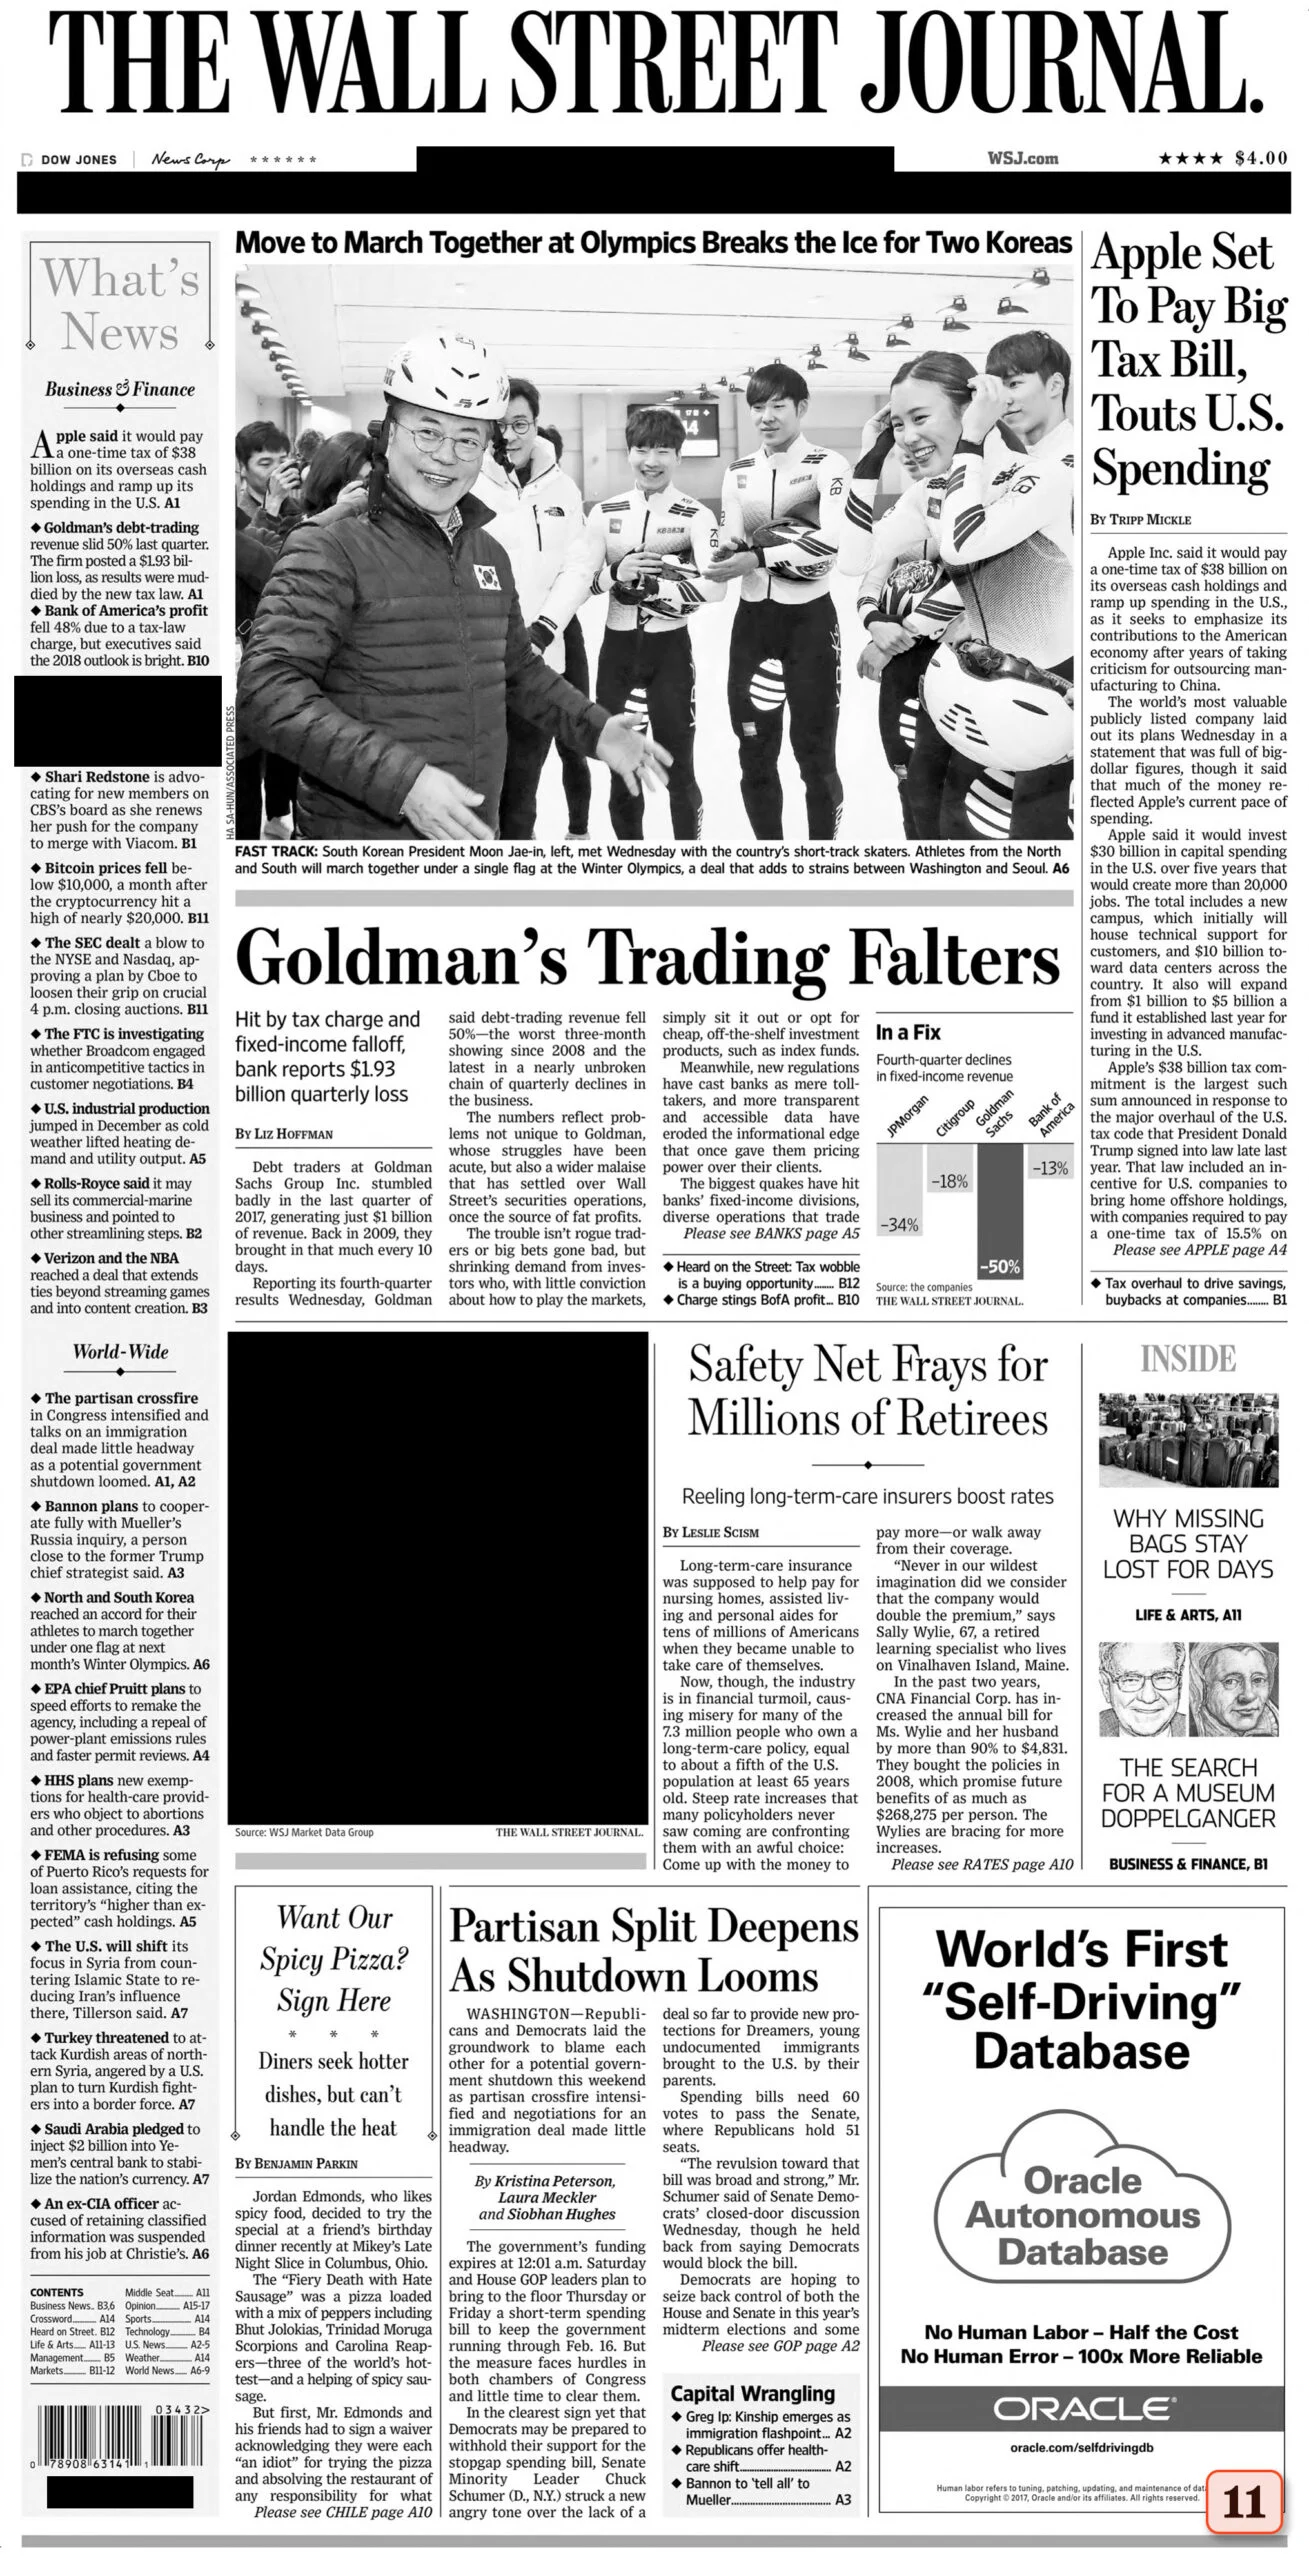 THE WALL STREET JOURNAL.
DOW JONES
News Corp
******
WSJ.com
★★★★ $4.00
What's
News
Business & Finance
Apple said it would pay
a one-time tax of $38
billion on its overseas cash
holdings and ramp up its
spending in the U.S. A1
◆ Goldman's debt-trading
revenue slid 50% last quarter.
The firm posted a $1.93 bil-
lion loss, as results were mud-
died by the new tax law. A1
◆ Bank of America's profit
fell 48% due to a tax-law
charge, but executives said
the 2018 outlook is bright. B10
◆ Shari Redstone is advo-
cating for new members on
CBS's board as she renews
her push for the company
to merge with Viacom. B1
◆ Bitcoin prices fell be-
low $10,000, a month after
the cryptocurrency hit a
high of nearly $20,000. B11
◆ The SEC dealt a blow to
the NYSE and Nasdaq, ap-
proving a plan by Cboe to
loosen their grip on crucial
4 p.m. closing auctions. B11
◆ The FTC is investigating
whether Broadcom engaged
in anticompetitive tactics in
customer negotiations. B4
◆ U.S. industrial production
jumped in December as cold
weather lifted heating de-
mand and utility output. A5
◆ Rolls-Royce said it may
sell its commercial-marine
business and pointed to
other streamlining steps. B2
◆ Verizon and the NBA
reached a deal that extends
ties beyond streaming games
and into content creation. B3
World-Wide
◆ The partisan crossfire
in Congress intensified and
talks on an immigration
deal made little headway
as a potential government
shutdown loomed. A1, A2
◆ Bannon plans to cooper-
ate fully with Mueller's
Russia inquiry, a person
close to the former Trump
chief strategist said. A3
◆ North and South Korea
reached an accord for their
athletes to march together
under one flag at next
month's Winter Olympics. A6
◆ EPA chief Pruitt plans to
speed efforts to remake the
agency, including a repeal of
power-plant emissions rules
and faster permit reviews. A4
◆ HHS plans new exemp-
tions for health-care provid-
ers who object to abortions
and other procedures. A3
◆ FEMA is refusing some
of Puerto Rico's requests for
loan assistance, citing the
territory's "higher than ex-
pected" cash holdings. A5
◆ The U.S. will shift its
focus in Syria from coun-
tering Islamic State to re-
ducing Iran's influence
there, Tillerson said. A7
◆ Turkey threatened to at-
tack Kurdish areas of north-
ern Syria, angered by a U.S.
plan to turn Kurdish fight-
ers into a border force. A7
◆ Saudi Arabia pledged to
inject $2 billion into Ye-
men's central bank to stabi-
lize the nation's currency. A7
◆ An ex-CIA officer ac-
cused of retaining classified
information was suspended
from his job at Christie's. A6
CONTENTS
Business News.. B3,6
Crossword......... A14
Heard on Street. B12
Life & Arts..... A11-13
Management..... B5
Markets......... B11-12
Middle Seat...... A11
Opinion.......... A15-17
Sports.............. A14
Technology........ B4
U.S. News........ A2-5
Weather............ A14
World News.... A6-9
03432>
0 78908 63141 1
Move to March Together at Olympics Breaks the Ice for Two Koreas
HA SA-HUN/ASSOCIATED PRESS
FAST TRACK: South Korean President Moon Jae-in, left, met Wednesday with the country's short-track skaters. Athletes from the North
and South will march together under a single flag at the Winter Olympics, a deal that adds to strains between Washington and Seoul. A6
Goldman's Trading Falters
Hit by tax charge and
fixed-income falloff,
bank reports $1.93
billion quarterly loss
BY LIZ HOFFMAN
Debt traders at Goldman
Sachs Group Inc. stumbled
badly in the last quarter of
2017, generating just $1 billion
of revenue. Back in 2009, they
brought in that much every 10
days.
Reporting its fourth-quarter
results Wednesday, Goldman
said debt-trading revenue fell
50%—the worst three-month
showing since 2008 and the
latest in a nearly unbroken
chain of quarterly declines in
the business.
The numbers reflect prob-
lems not unique to Goldman,
whose struggles have been
acute, but also a wider malaise
that has settled over Wall
Street's securities operations,
once the source of fat profits.
The trouble isn't rogue trad-
ers or big bets gone bad, but
shrinking demand from inves-
tors who, with little conviction
about how to play the markets,
simply sit it out or opt for
cheap, off-the-shelf investment
products, such as index funds.
Meanwhile, new regulations
have cast banks as mere toll-
takers, and more transparent
and accessible data have
eroded the informational edge
that once gave them pricing
power over their clients.
The biggest quakes have hit
banks' fixed-income divisions,
diverse operations that trade
Please see BANKS page A5
◆ Heard on the Street: Tax wobble
is a buying opportunity....... B12
◆ Charge stings BofA profit... B10
In a Fix
Fourth-quarter declines
in fixed-income revenue
JPMorgan
Citigroup
Goldman
Sachs
Bank of
America
-34%
-18%
-50%
-13%
Source: the companies
THE WALL STREET JOURNAL.
Apple Set
To Pay Big
Tax Bill,
Touts U.S.
Spending
BY TRIPP MICKLE
Apple Inc. said it would pay
a one-time tax of $38 billion on
its overseas cash holdings and
ramp up spending in the U.S.,
as it seeks to emphasize its
contributions to the American
economy after years of taking
criticism for outsourcing man-
ufacturing to China.
The world's most valuable
publicly listed company laid
out its plans Wednesday in a
statement that was full of big-
dollar figures, though it said
that much of the money re-
flected Apple's current pace of
spending.
Apple said it would invest
$30 billion in capital spending
in the U.S. over five years that
would create more than 20,000
jobs. The total includes a new
campus, which initially will
house technical support for
customers, and $10 billion to-
ward data centers across the
country. It also will expand
from $1 billion to $5 billion a
fund it established last year for
investing in advanced manufac-
turing in the U.S.
Apple's $38 billion tax com-
mitment is the largest such
sum announced in response to
the major overhaul of the U.S.
tax code that President Donald
Trump signed into law late last
year. That law included an in-
centive for U.S. companies to
bring home offshore holdings,
with companies required to pay
a one-time tax of 15.5% on
Please see APPLE page A4
◆ Tax overhaul to drive savings,
buybacks at companies........ B1
Source: WSJ Market Data Group
THE WALL STREET JOURNAL.
Safety Net Frays for
Millions of Retirees
Reeling long-term-care insurers boost rates
BY LESLIE SCISM
Long-term-care insurance
was supposed to help pay for
nursing homes, assisted liv-
ing and personal aides for
tens of millions of Americans
when they became unable to
take care of themselves.
Now, though, the industry
is in financial turmoil, caus-
ing misery for many of the
7.3 million people who own a
long-term-care policy, equal
to about a fifth of the U.S.
population at least 65 years
old. Steep rate increases that
many policyholders never
saw coming are confronting
them with an awful choice:
Come up with the money to
pay more—or walk away
from their coverage.
"Never in our wildest
imagination did we consider
that the company would
double the premium," says
Sally Wylie, 67, a retired
learning specialist who lives
on Vinalhaven Island, Maine.
In the past two years,
CNA Financial Corp. has in-
creased the annual bill for
Ms. Wylie and her husband
by more than 90% to $4,831.
They bought the policies in
2008, which promise future
benefits of as much as
$268,275 per person. The
Wylies are bracing for more
increases.
Please see RATES page A10
INSIDE
WHY MISSING
BAGS STAY
LOST FOR DAYS
LIFE & ARTS, A11
THE SEARCH
FOR A MUSEUM
DOPPELGANGER
BUSINESS & FINANCE, B1
Want Our
Spicy Pizza?
Sign Here
* * *
Diners seek hotter
dishes, but can't
handle the heat
BY BENJAMIN PARKIN
Jordan Edmonds, who likes
spicy food, decided to try the
special at a friend's birthday
dinner recently at Mikey's Late
Night Slice in Columbus, Ohio.
The "Fiery Death with Hate
Sausage" was a pizza loaded
with a mix of peppers including
Bhut Jolokias, Trinidad Moruga
Scorpions and Carolina Reap-
ers—three of the world's hot-
test—and a helping of spicy sau-
sage.
But first, Mr. Edmonds and
his friends had to sign a waiver
acknowledging they were each
"an idiot" for trying the pizza
and absolving the restaurant of
any responsibility for what
Please see CHILE page A10
Partisan Split Deepens
As Shutdown Looms
WASHINGTON—Republi-
cans and Democrats laid the
groundwork to blame each
other for a potential govern-
ment shutdown this weekend
as partisan crossfire intensi-
fied and negotiations for an
immigration deal made little
headway.
By Kristina Peterson,
Laura Meckler
and Siobhan Hughes
The government's funding
expires at 12:01 a.m. Saturday
and House GOP leaders plan to
bring to the floor Thursday or
Friday a short-term spending
bill to keep the government
running through Feb. 16. But
the measure faces hurdles in
both chambers of Congress
and little time to clear them.
In the clearest sign yet that
Democrats may be prepared to
withhold their support for the
stopgap spending bill, Senate
Minority Leader Chuck
Schumer (D., N.Y.) struck a new
angry tone over the lack of a
deal so far to provide new pro-
tections for Dreamers, young
undocumented immigrants
brought to the U.S. by their
parents.
Spending bills need 60
votes to pass the Senate,
where Republicans hold 51
seats.
"The revulsion toward that
bill was broad and strong," Mr.
Schumer said of Senate Demo-
crats' closed-door discussion
Wednesday, though he held
back from saying Democrats
would block the bill.
Democrats are hoping to
seize back control of both the
House and Senate in this year's
midterm elections and some
Please see GOP page A2
Capital Wrangling
◆ Greg Ip: Kinship emerges as
immigration flashpoint... A2
◆ Republicans offer health-
care shift.................... A2
◆ Bannon to 'tell all' to
Mueller...................... A3
World's First
"Self-Driving"
Database
Oracle
Autonomous
Database
No Human Labor – Half the Cost
No Human Error – 100x More Reliable
ORACLE®
oracle.com/selfdrivingdb
Human labor refers to tuning, patching, updating, and maintenance of
Copyright © 2017, Oracle and/or its affiliates. All rights reserved.
11